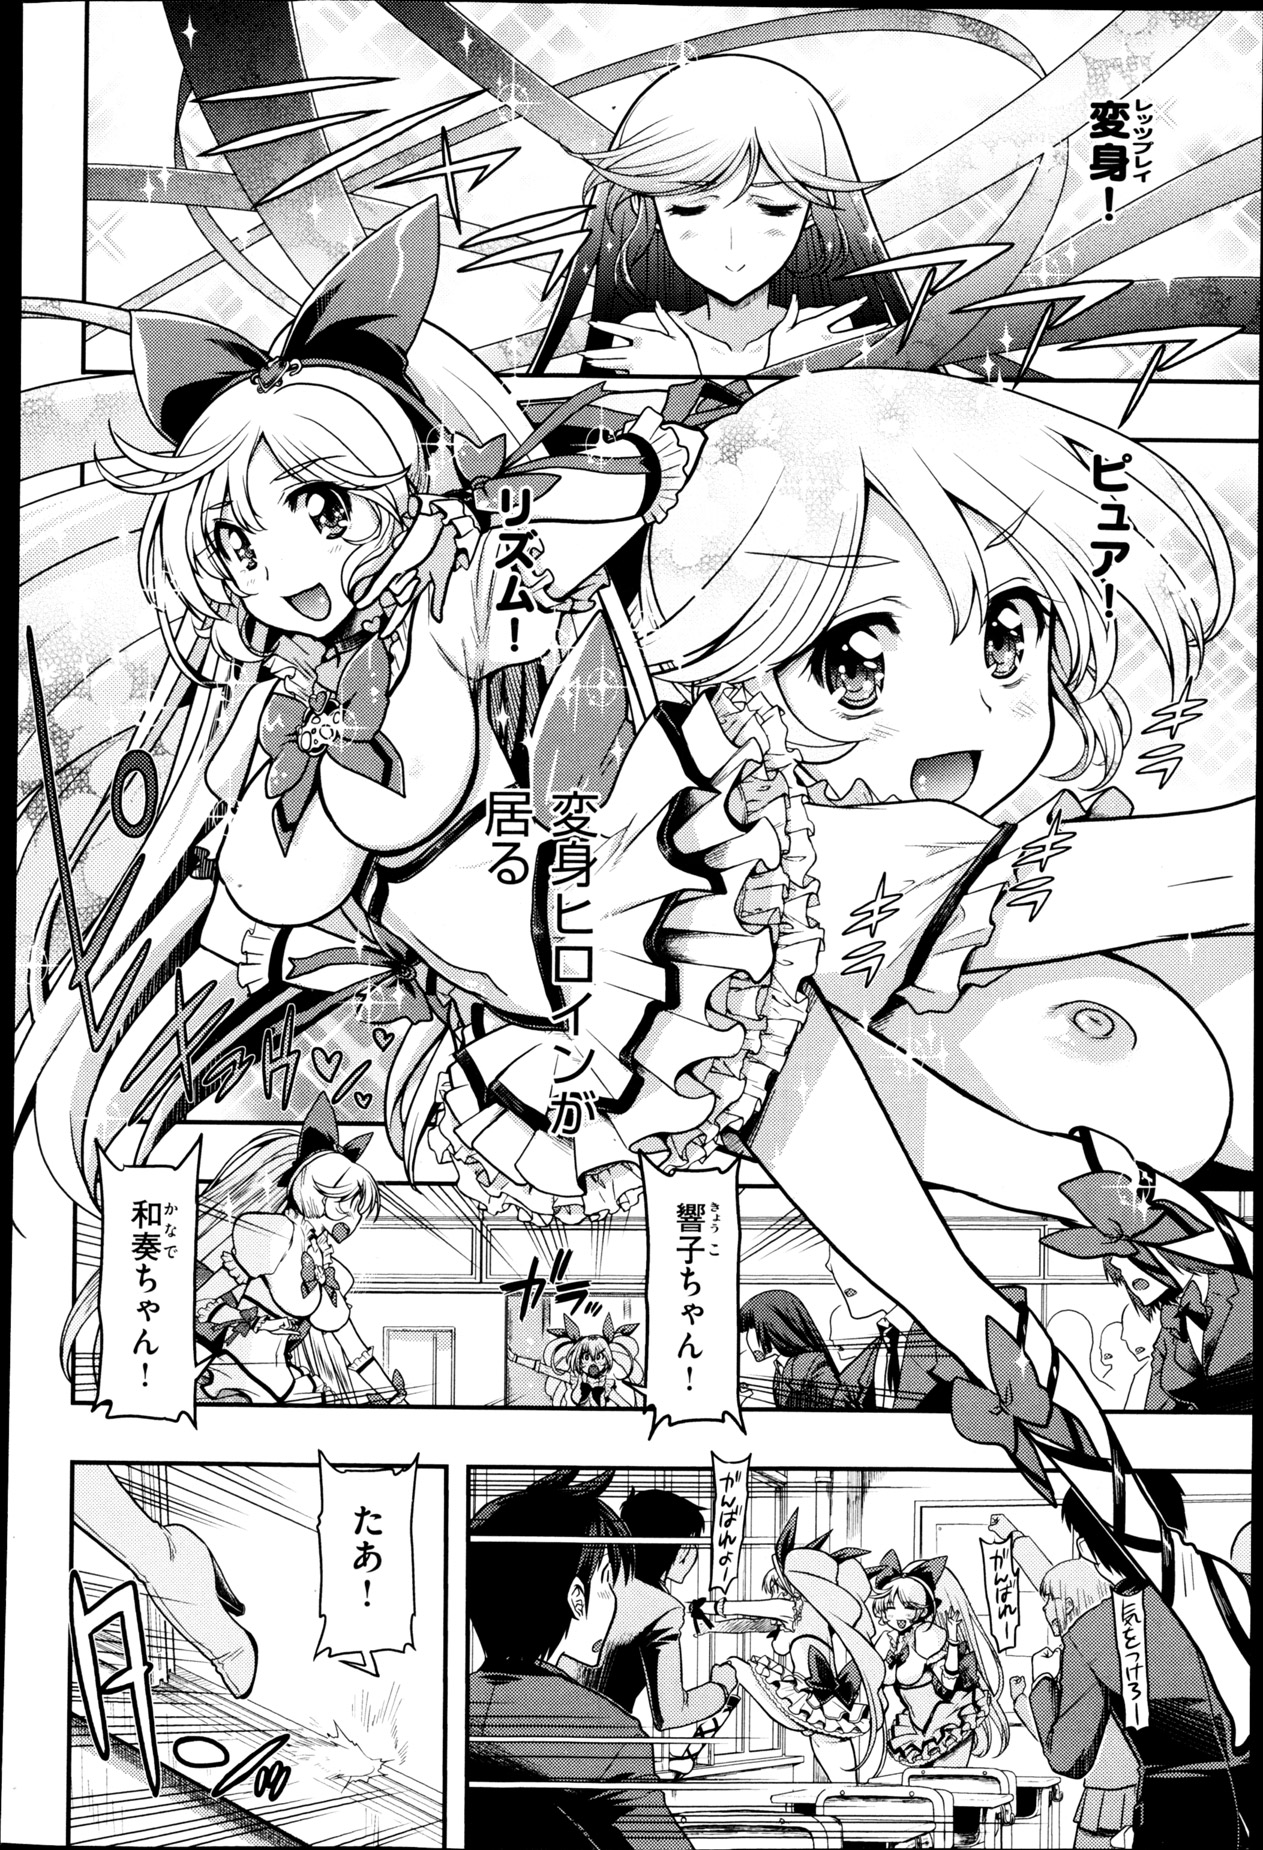 変身！
レッツプレイ
ピュア！
リズム！
変身ヒロインが
居る
キラ
キラ
キラ
キラ
響子ちゃん！
きょうこ
ガラッ
和奏ちゃん！
かなで
がんばれよー
がんばれー
気をつけろー
たぁ！